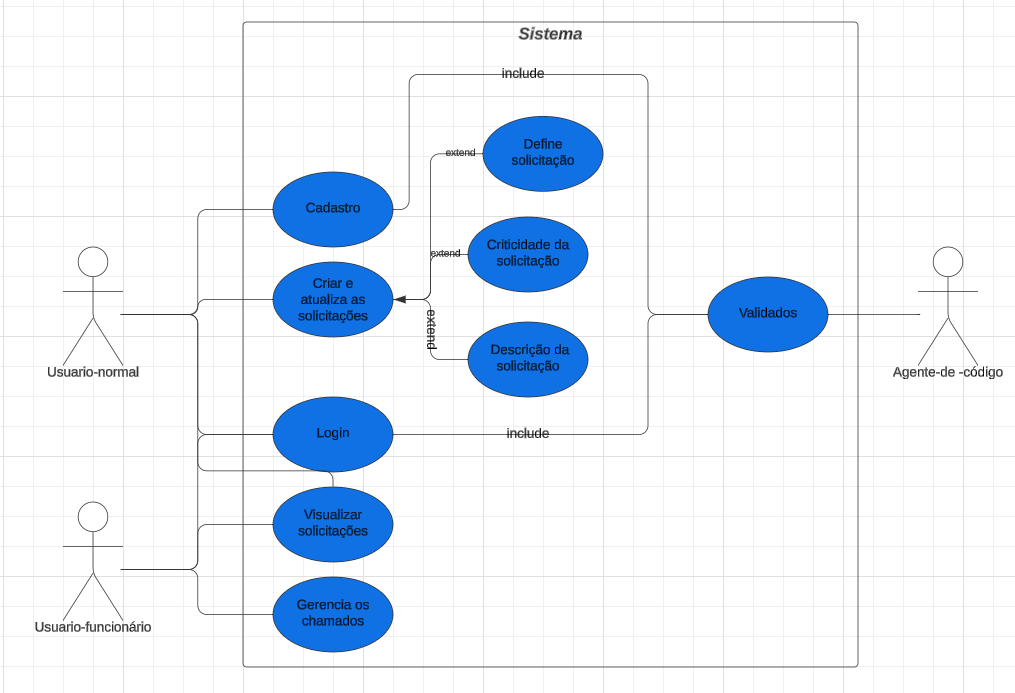 Sistema
include
extend
Define
solicitação
Cadastro
extend
Criticidade da
solicitação
Criar e
atualiza as
solicitações
extend
Validados
Descrição da
solicitação
Usuario-normal
Agente-de -código
Login
include
Visualizar
solicitações
Gerencia os
chamados
Usuario-funcionário